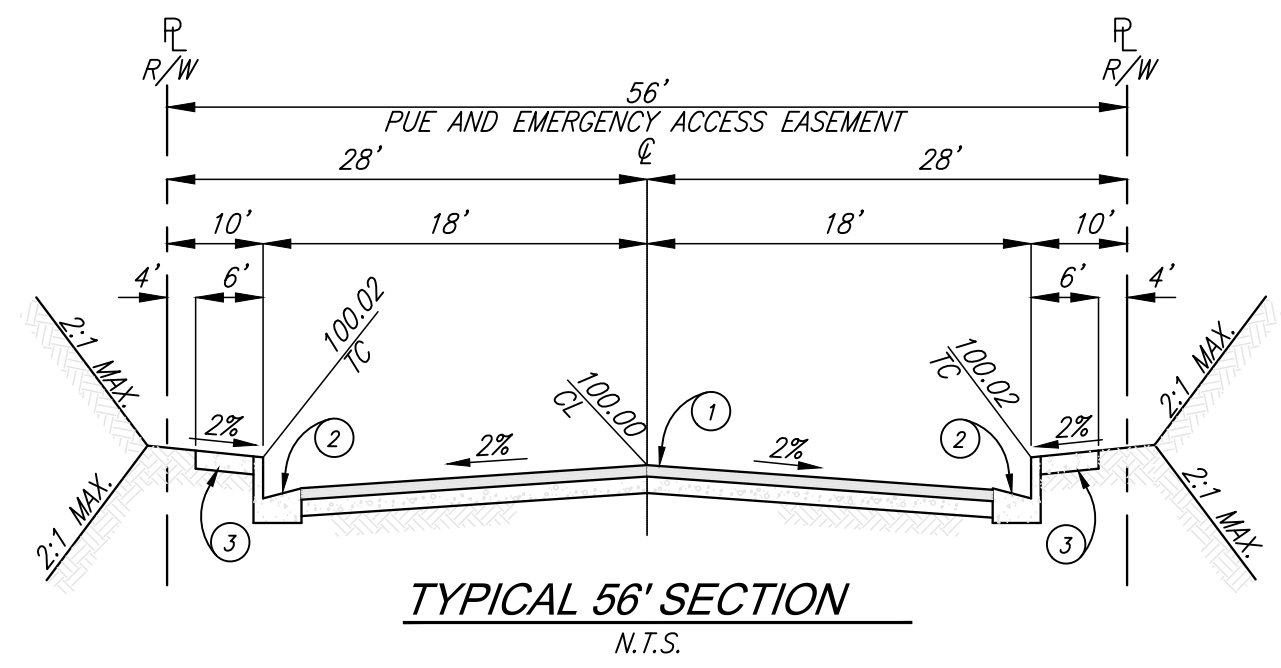 PL PL
R/W R/W
56'
PUE AND EMERGENCY ACCESS EASEMENT
CL
28' 28'
10' 18' 18' 10'
4' 6' 6' 4'
2:1 MAX. 100.02 TC 100.00 CL 100.02 TC 2:1 MAX.
1
2% 2 2% 2% 2 2%
2:1 MAX. 3 3 2:1 MAX.
TYPICAL 56' SECTION
N.T.S.